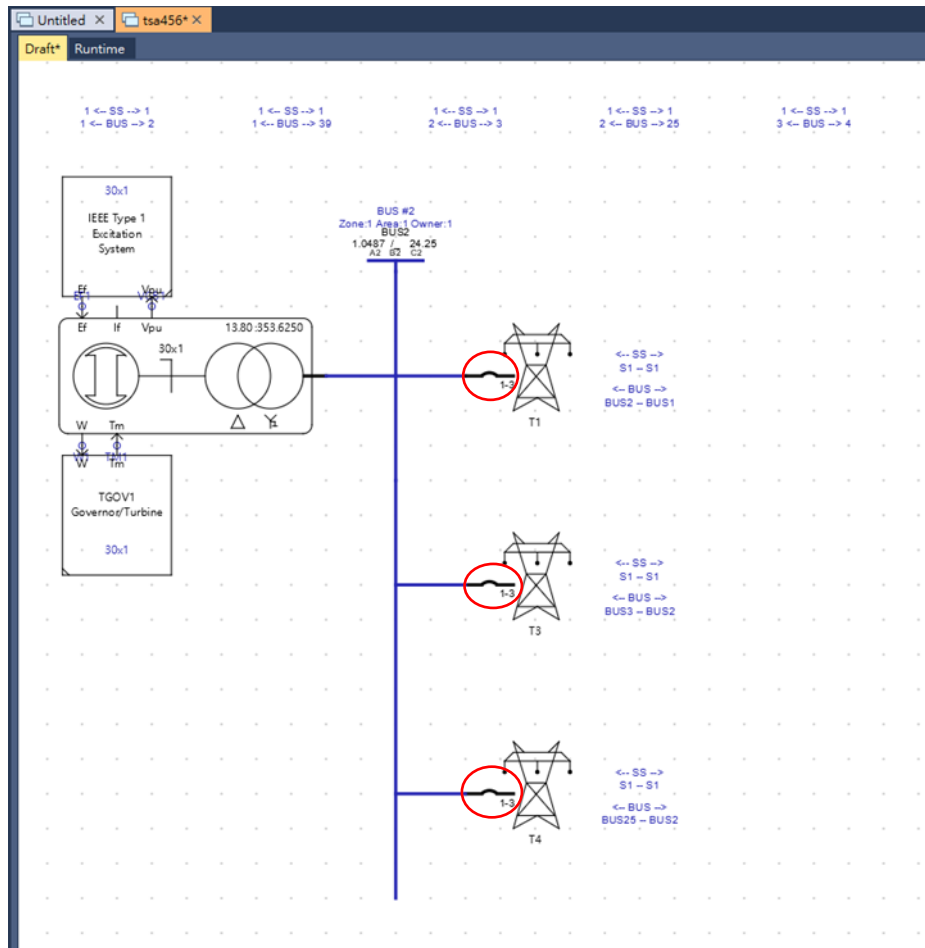 Untitled ×
tsa456* ×
Draft*
Runtime
1 <-- SS --> 1
1 <-- BUS --> 2
1 <-- SS --> 1
1 <-- BUS --> 39
1 <-- SS --> 1
2 <-- BUS --> 3
1 <-- SS --> 1
2 <-- BUS --> 25
1 <-- SS --> 1
3 <-- BUS --> 4
30x1
IEEE Type 1
Excitation
System
Ef
Vpu
BUS #2
Zone:1 Area:1 Owner:1
BUS2
1.0487 /_ 24.25
A2 B2 C2
Ef If Vpu
13.80 :353.6250
30x1
W Tm
W Tm
TGOV1
Governor/Turbine
30x1
1-3
T1
<-- SS -->
S1 -- S1
<-- BUS -->
BUS2 -- BUS1
1-3
T3
<-- SS -->
S1 -- S1
<-- BUS -->
BUS3 -- BUS2
1-3
T4
<-- SS -->
S1 -- S1
<-- BUS -->
BUS25 -- BUS2